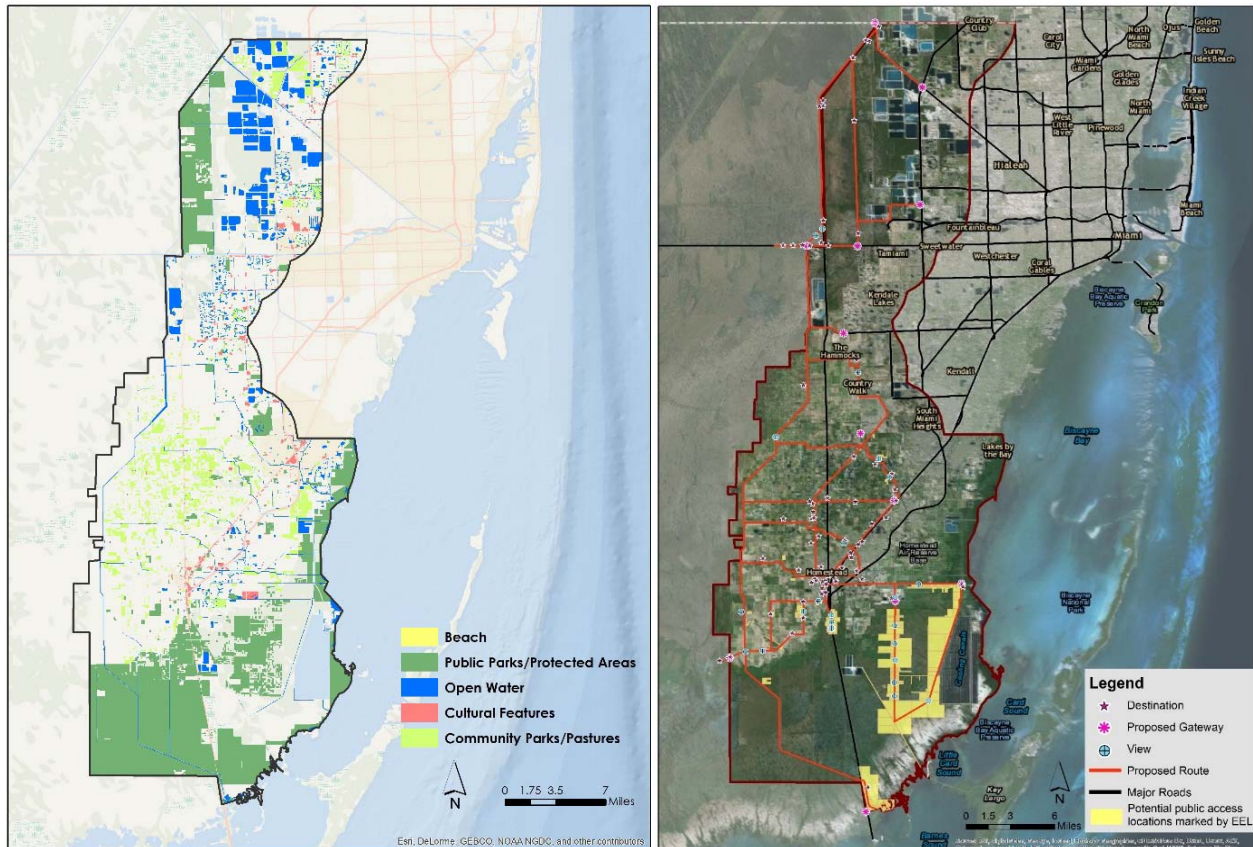 Beach
Public Parks/Protected Areas
Open Water
Cultural Features
Community Parks/Pastures
N
0 1.75 3.5 7
Miles
Esri, DeLorme, GEBCO, NOAA NGDC, and other contributors
Country
Club
Carol
City
North
Miami
Beach
Ojus
Golden
Beach
Sunny
Isles Beach
Miami
Gardens
Golden
Glades
Indian
Creek
Village
North
Miami
West
Little
River
Pinewood
Hialeah
Miami
Beach
Fountainbleau
Miami
Sweetwater
Tamiami
Westchester
Coral
Gables
Biscayne
Bay Aquatic
Preserve
Crandon
Park
Kendale
Lakes
The
Hammocks
Kendall
Country
Walk
South
Miami
Heights
Biscayne
Bay
Lakes by
the Bay
Homestead
Air Reserve
Base
Homestead
Biscayne
National
Park
Cooling Canals
Card
Sound
Biscayne
Bay Aquatic
Preserve
Little
Card
Sound
Key
Largo
Barnes
Sound
N
0 1.5 3 6
Miles
Legend
Destination
Proposed Gateway
View
Proposed Route
Major Roads
Potential public access
locations marked by EEL